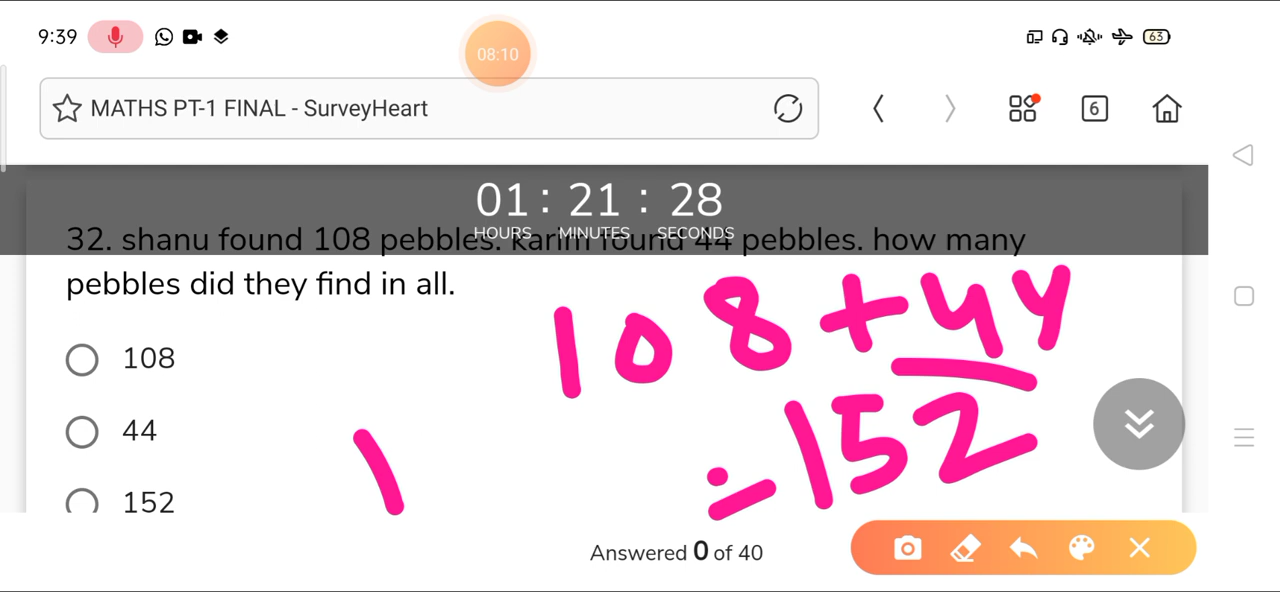 9:39
08:10
63
MATHS PT-1 FINAL - SurveyHeart
6
01 : 21 : 28
HOURS MINUTES SECONDS
32. shanu found 108 pebbles. karim found 44 pebbles. how many
pebbles did they find in all.
108+44
=152
108
44
152
Answered 0 of 40